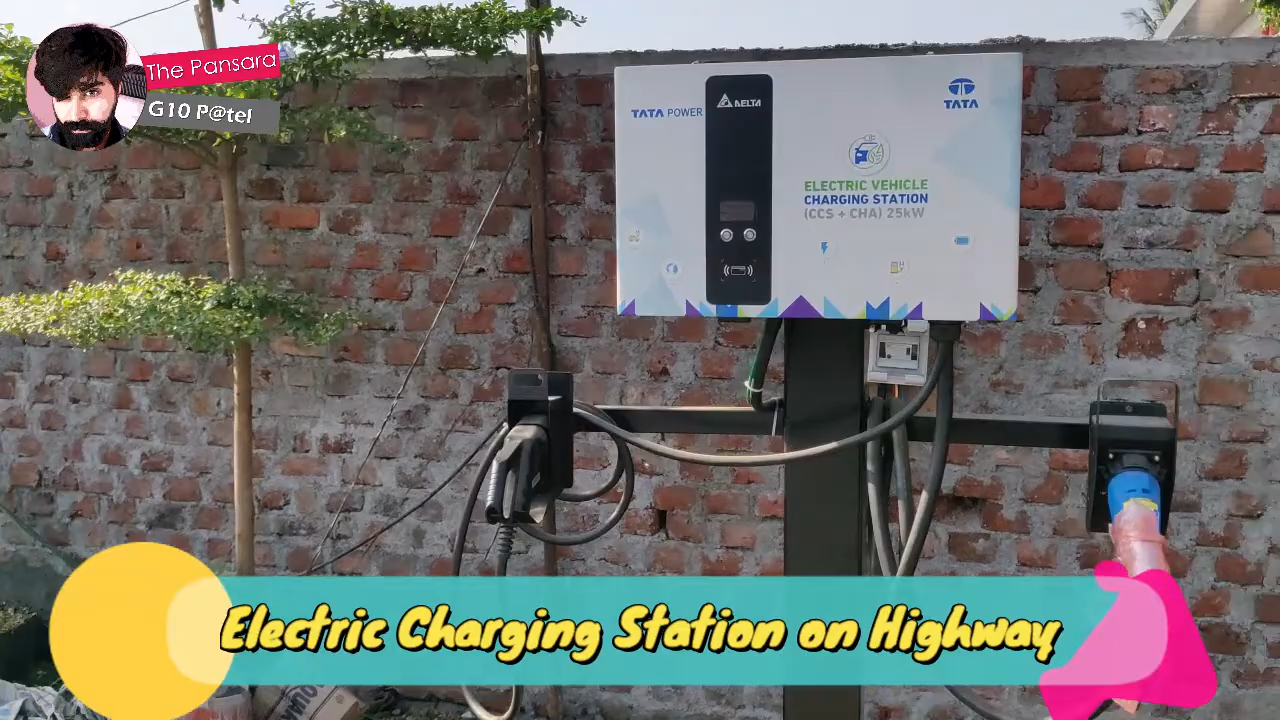 The Pansara
G10 P@tel
TATA POWER
DELTA
TATA
ELECTRIC VEHICLE
CHARGING STATION
(CCS + CHA) 25kW
Electric Charging Station on Highway